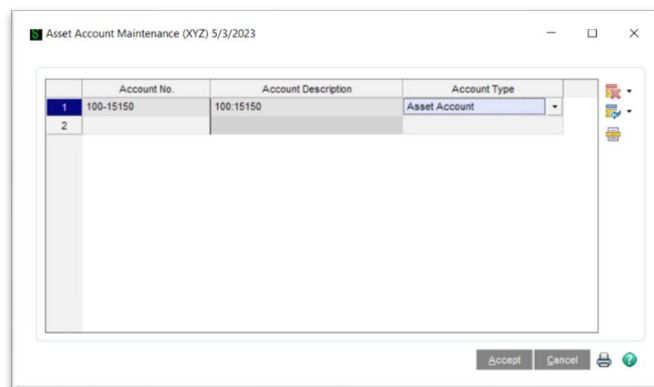 Asset Account Maintenance (XYZ) 5/3/2023
Account No. Account Description Account Type
1 100-15150 100:15150 Asset Account
2
Accept Cancel